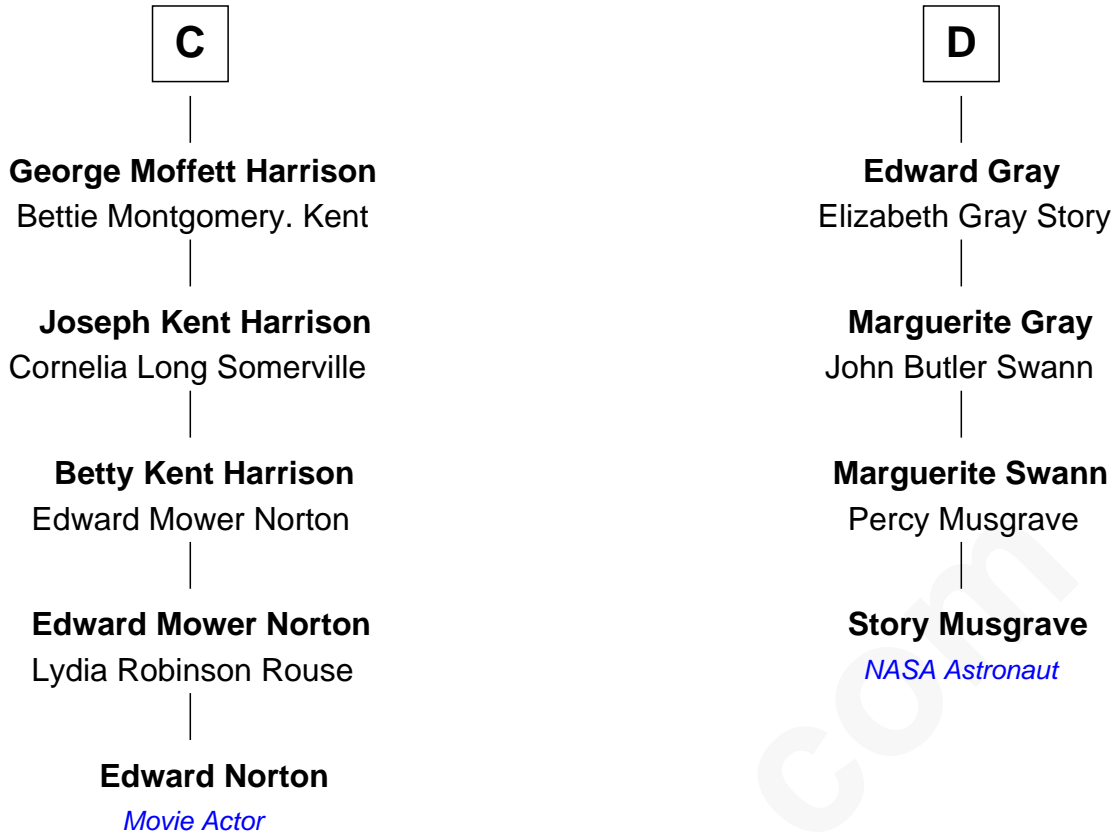 C
George Moffett Harrison
Bettie Montgomery. Kent
Joseph Kent Harrison
Cornelia Long Somerville
Betty Kent Harrison
Edward Mower Norton
Edward Mower Norton
Lydia Robinson Rouse
Edward Norton
Movie Actor
D
Edward Gray
Elizabeth Gray Story
Marguerite Gray
John Butler Swann
Marguerite Swann
Percy Musgrave
Story Musgrave
NASA Astronaut
com